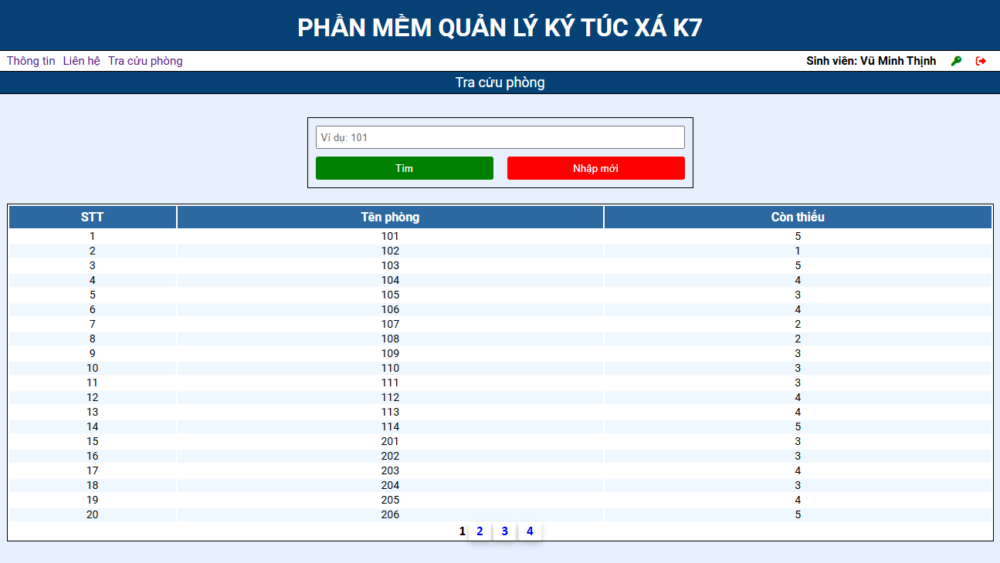 PHẦN MỀM QUẢN LÝ KÝ TÚC XÁ K7
Thông tin Liên hệ Tra cứu phòng Sinh viên: Vũ Minh Thịnh
Tra cứu phòng
Ví dụ: 101
Tìm Nhập mới
STT Tên phòng Còn thiếu
1 101 5
2 102 1
3 103 5
4 104 4
5 105 3
6 106 4
7 107 2
8 108 2
9 109 3
10 110 3
11 111 3
12 112 4
13 113 4
14 114 5
15 201 3
16 202 3
17 203 4
18 204 3
19 205 4
20 206 5
1 2 3 4